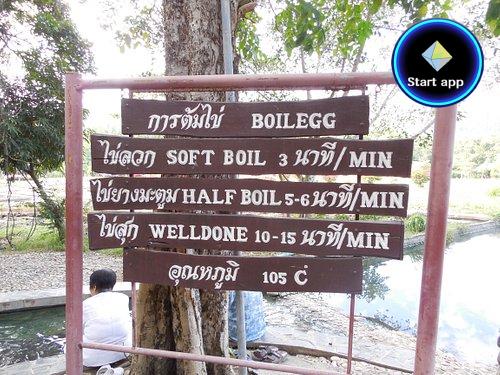 Start app
การต้มไข่ BOILEGG
ไข่ลวก SOFT BOIL 3 นาที/MIN
ไข่ยางมะตูม HALF BOIL 5-6 นาที/MIN
ไข่สุก WELLDONE 10-15 นาที/MIN
อุณหภูมิ 105 C̊